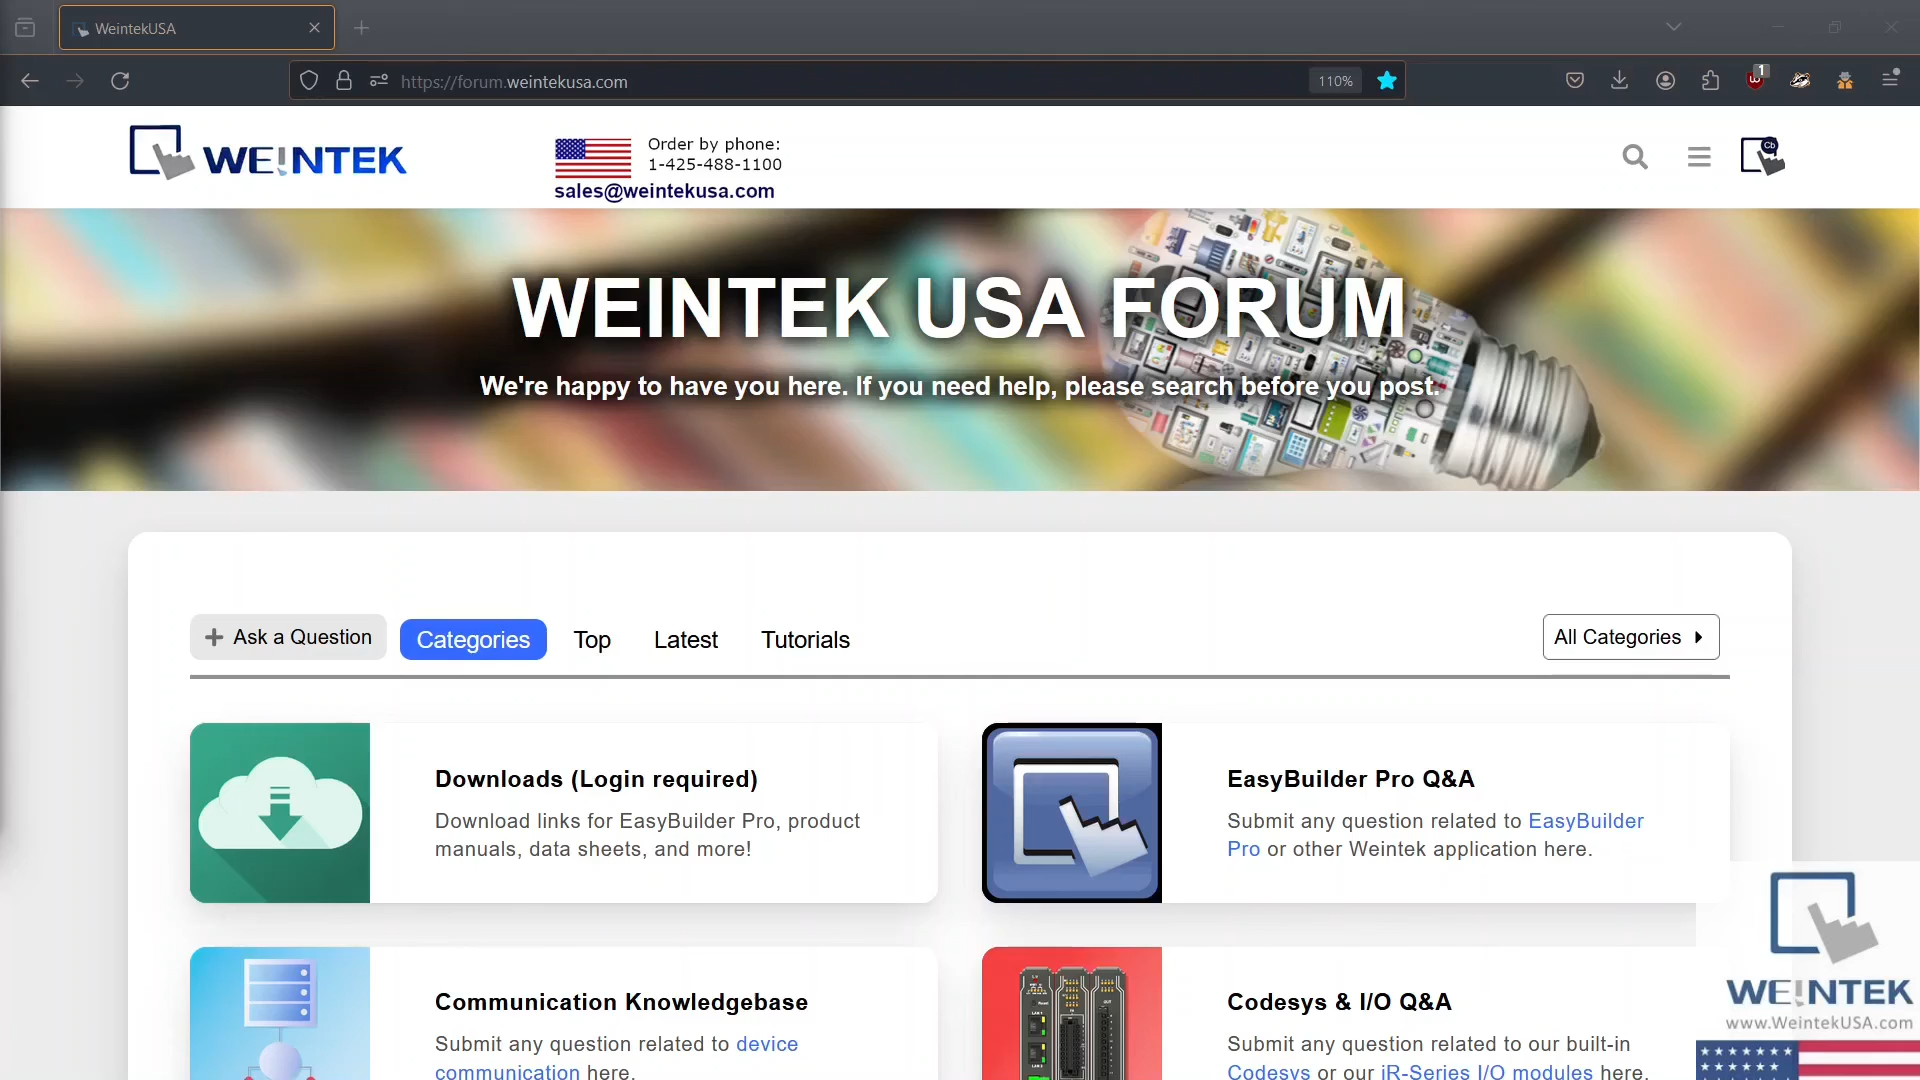 WeintekUSA
https://forum.weintekusa.com
110%
1
WEINTEK
Order by phone:
1-425-488-1100
sales@weintekusa.com
Cb
WEINTEK USA FORUM
We're happy to have you here. If you need help, please search before you post.
Ask a Question
Categories
Top
Latest
Tutorials
All Categories
Downloads (Login required)
Download links for EasyBuilder Pro, product
manuals, data sheets, and more!
EasyBuilder Pro Q&A
Submit any question related to EasyBuilder
Pro or other Weintek application here.
Communication Knowledgebase
Submit any question related to device
communication here.
Codesys & I/O Q&A
Submit any question related to our built-in
Codesys or our iR-Series I/O modules here.
WEINTEK
www.WeintekUSA.com